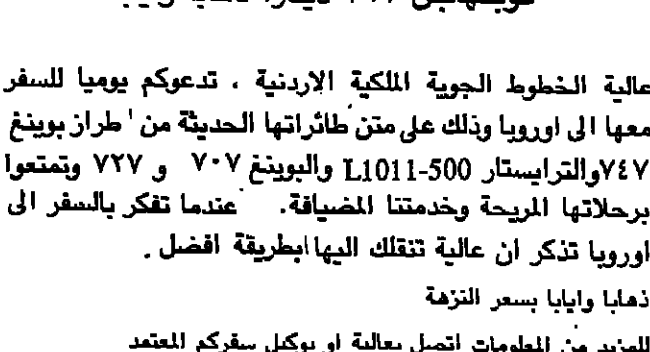 عالية الخطوط الجوية الملكية الاردنية ، تدعوكم يوميا للسفر
معها الى اوروبا وذلك على متن طائراتها الحديثة من طراز بوينغ
٧٤٧ والترايستار L1011-500 والبوينغ ٧٠٧ و ٧٢٧ وتمتعوا
برحلاتها المريحة وخدمتنا المضيافة. عندما تفكر بالسفر الى
اوروبا تذكر ان عالية تنقلك اليها بطريقة افضل .
ذهابا وايابا بسعر النزهة
للمزيد من المعلومات اتصل بعالية او بوكيل سفركم المعتمد